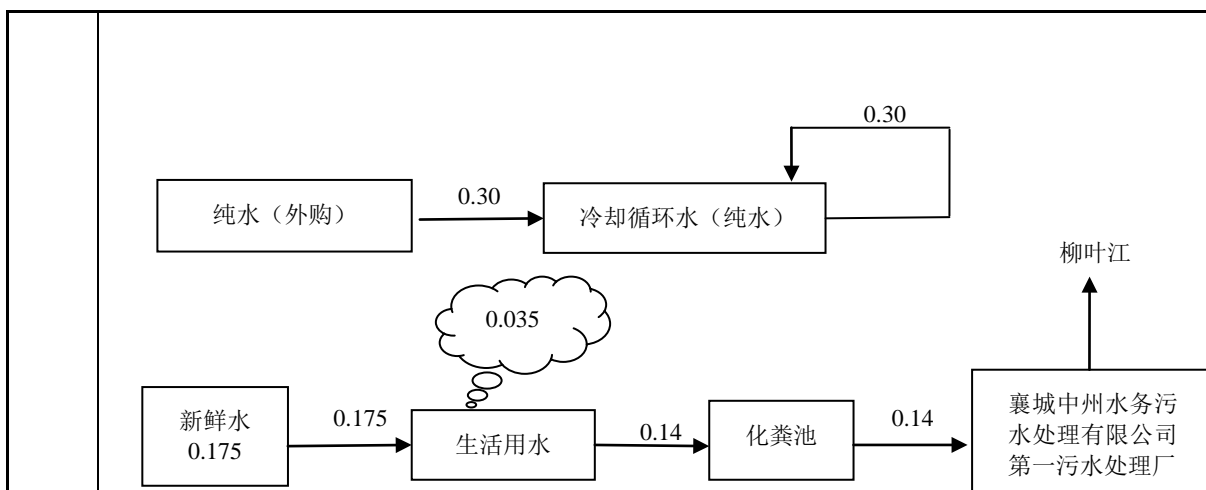 0.30
纯水（外购）
0.30
冷却循环水（纯水）
柳叶江
0.035
新鲜水
0.175
0.175
生活用水
0.14
化粪池
0.14
襄城中州水务污
水处理有限公司
第一污水处理厂